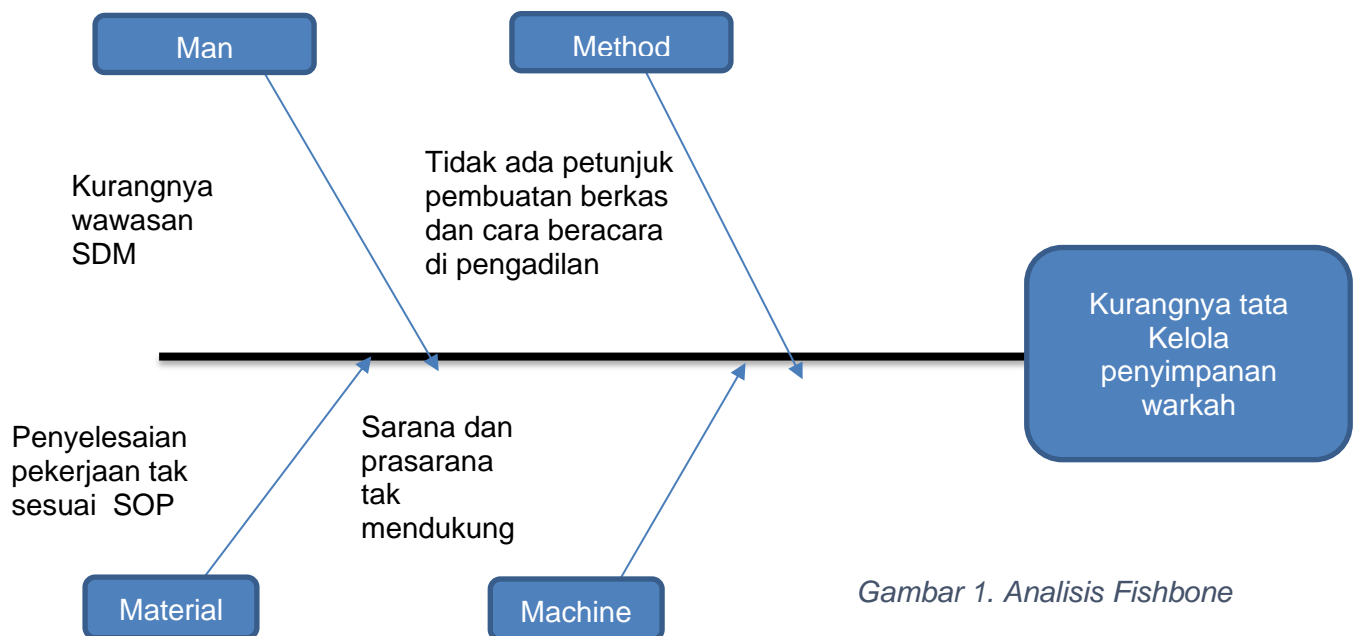 Man
Method
Kurangnya
wawasan
SDM
Tidak ada petunjuk
pembuatan berkas
dan cara beracara
di pengadilan
Kurangnya tata
Kelola
penyimpanan
warkah
Penyelesaian
pekerjaan tak
sesuai SOP
Sarana dan
prasarana
tak
mendukung
Material
Machine
Gambar 1. Analisis Fishbone